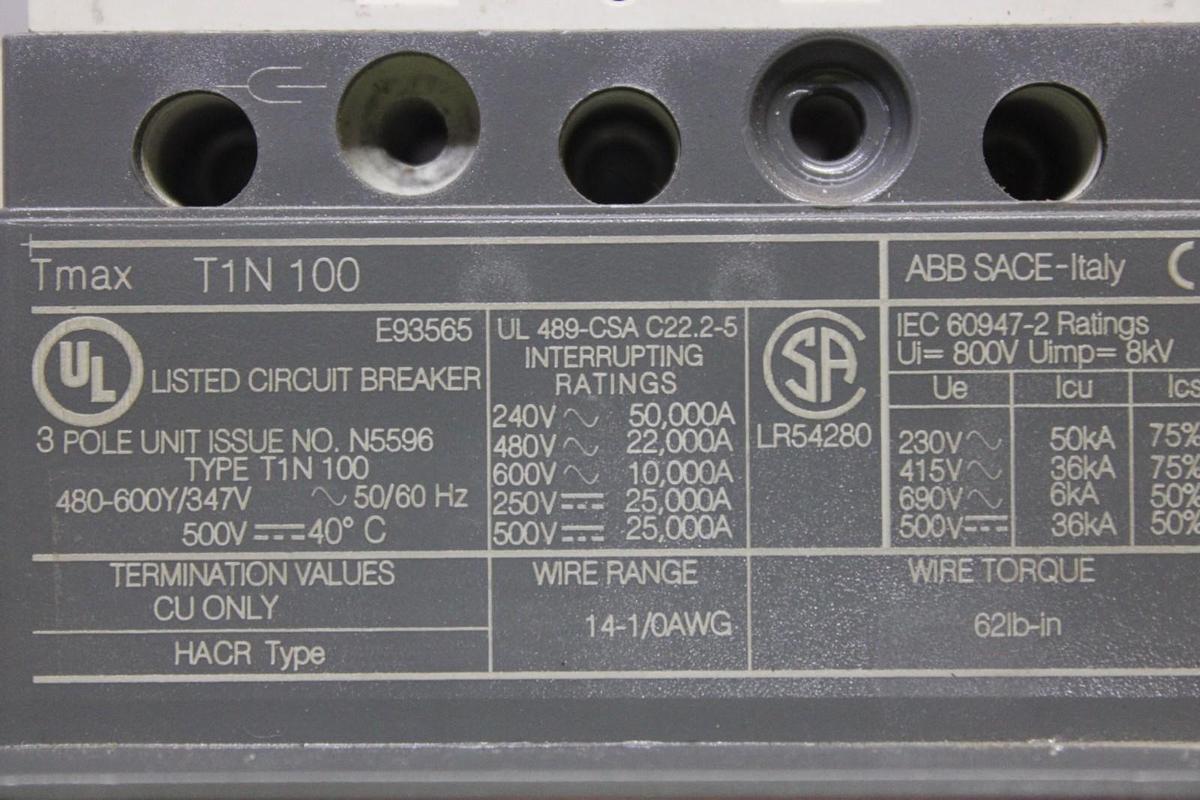 Tmax T1N 100
ABB SACE-Italy
UL
E93565
LISTED CIRCUIT BREAKER
3 POLE UNIT ISSUE NO. N5596
TYPE T1N 100
480-600Y/347V ~ 50/60 Hz
500V ⎓ 40° C
UL 489-CSA C22.2-5
INTERRUPTING
RATINGS
240V ~ 50,000A
480V ~ 22,000A
600V ~ 10,000A
250V ⎓ 25,000A
500V ⎓ 25,000A
SA
LR54280
IEC 60947-2 Ratings
Ui= 800V Uimp= 8kV
Ue Icu Ics
230V ~ 50kA 75%
415V ~ 36kA 75%
690V ~ 6kA 50%
500V ⎓ 36kA 50%
TERMINATION VALUES
CU ONLY
HACR Type
WIRE RANGE
14-1/0AWG
WIRE TORQUE
62lb-in